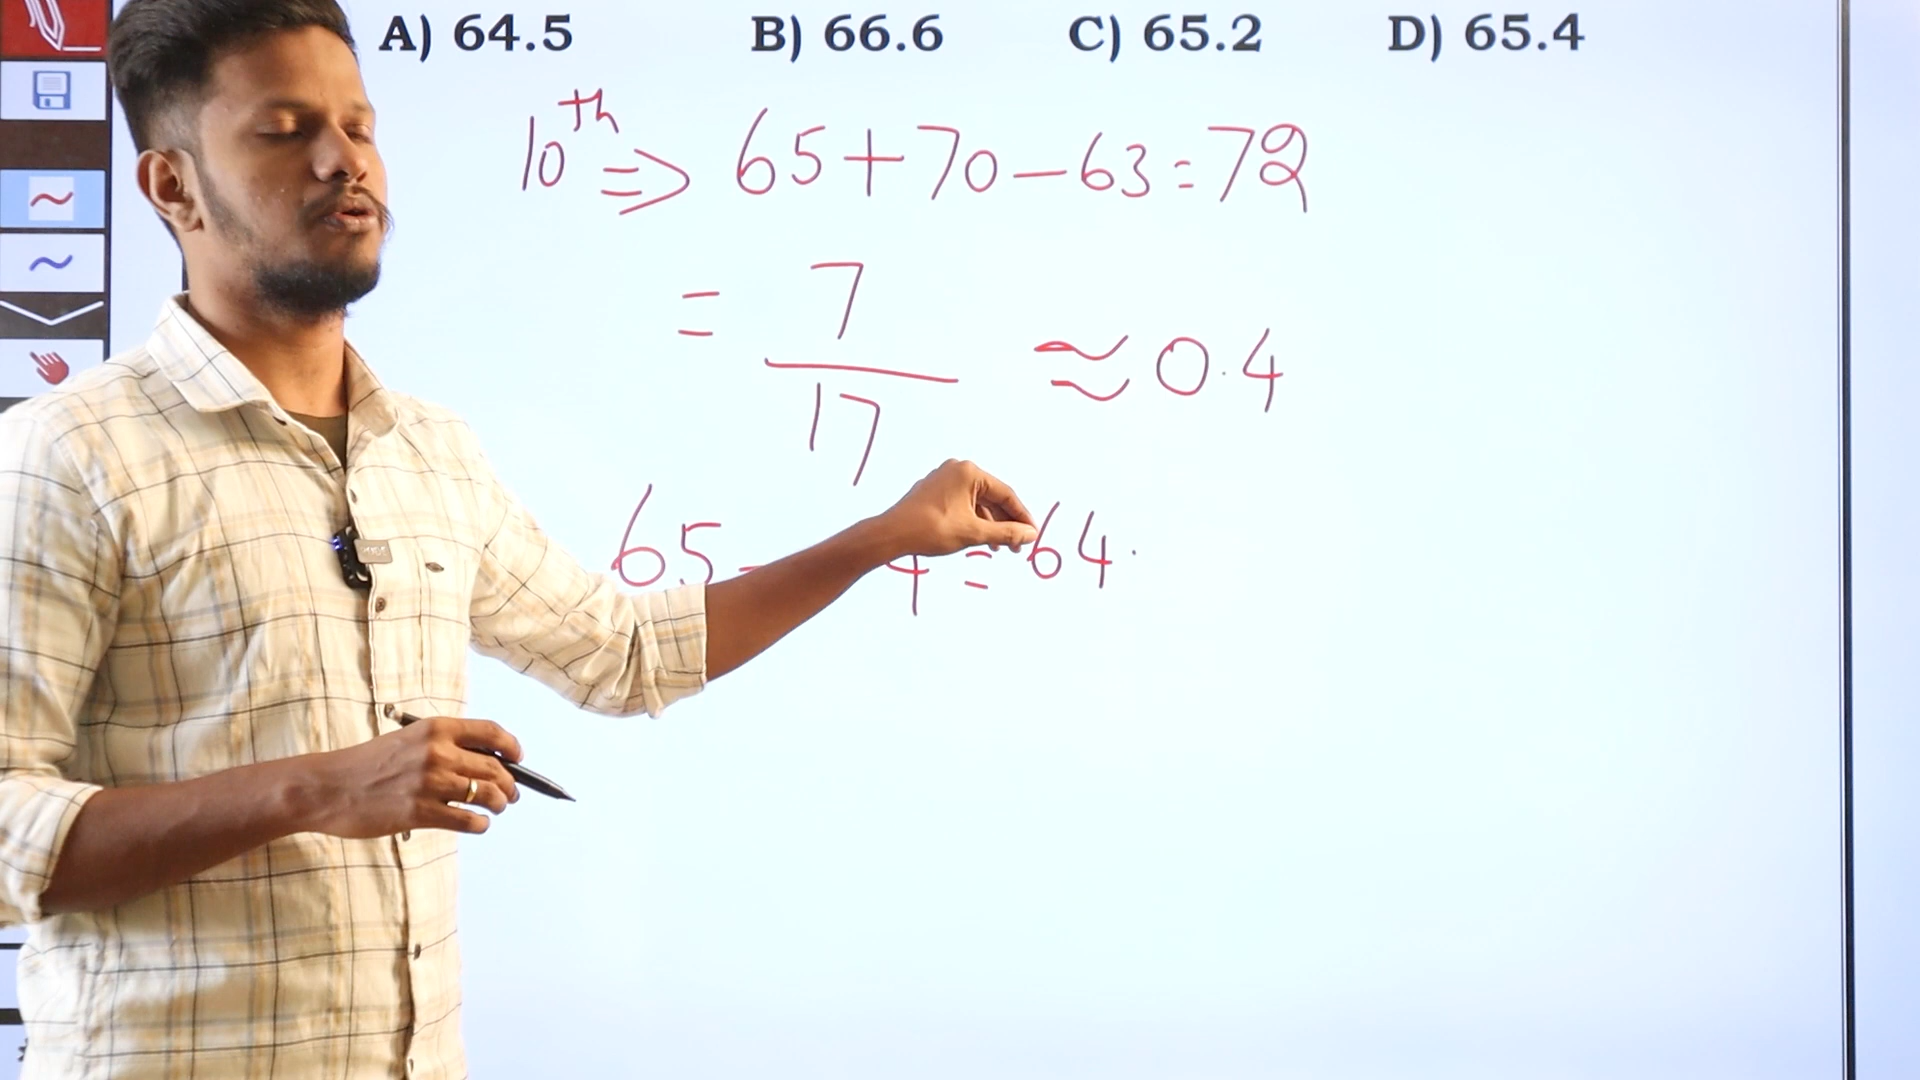 A) 64.5 B) 66.6 C) 65.2 D) 65.4
10th ⇒ 65+70-63=72
= 7/17 ≈ 0.4
65 - 4 = 64.